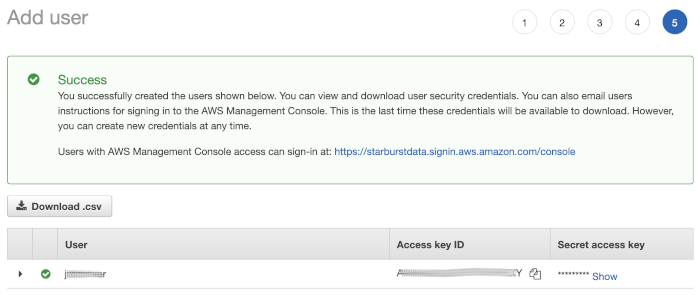 Add user
1 2 3 4 5
Success
You successfully created the users shown below. You can view and download user security credentials. You can also email users
instructions for signing in to the AWS Management Console. This is the last time these credentials will be available to download. However,
you can create new credentials at any time.
Users with AWS Management Console access can sign-in at: https://starburstdata.signin.aws.amazon.com/console
Download .csv
User Access key ID Secret access key
********* Show